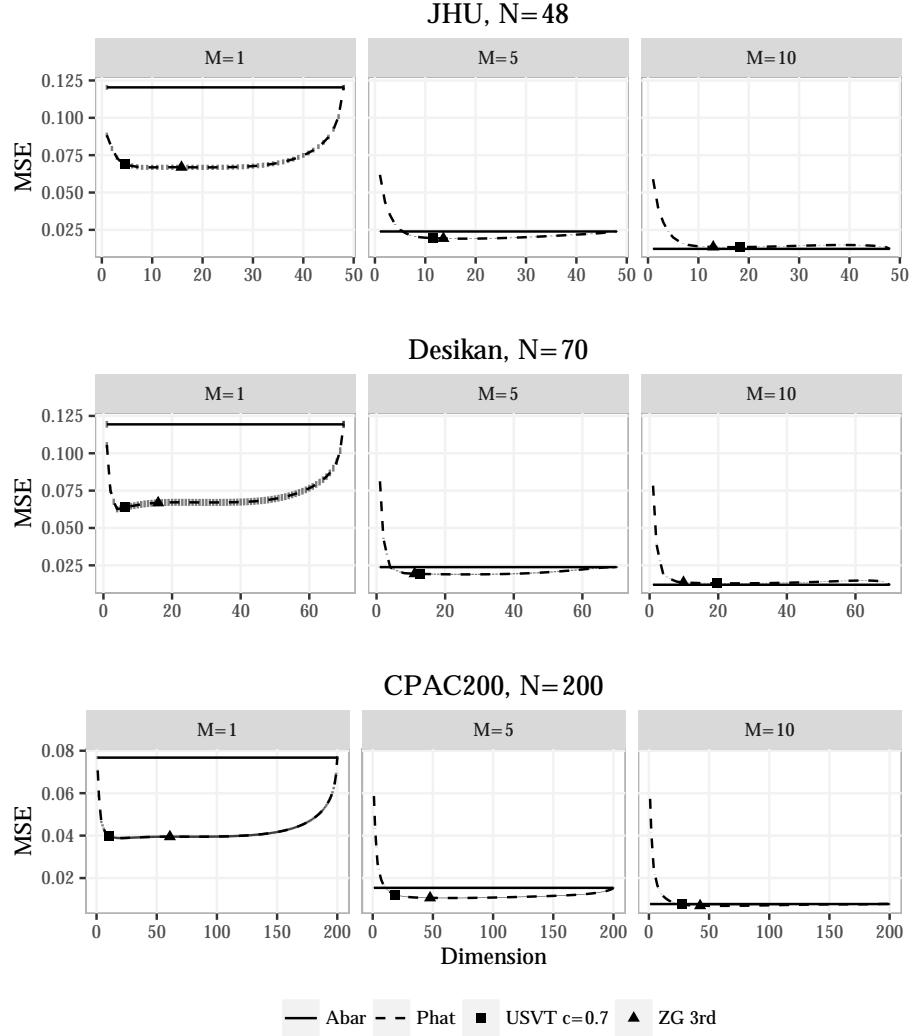 JHU, N=48
M=1 M=5 M=10
MSE
0.125
0.100
0.075
0.050
0.025
0 10 20 30 40 50 0 10 20 30 40 50 0 10 20 30 40 50
Desikan, N=70
M=1 M=5 M=10
MSE
0.125
0.100
0.075
0.050
0.025
0 20 40 60 0 20 40 60 0 20 40 60
CPAC200, N=200
M=1 M=5 M=10
MSE
0.08
0.06
0.04
0.02
0 50 100 150 200 0 50 100 150 200 0 50 100 150 200
Dimension
Abar Phat USVT c=0.7 ZG 3rd